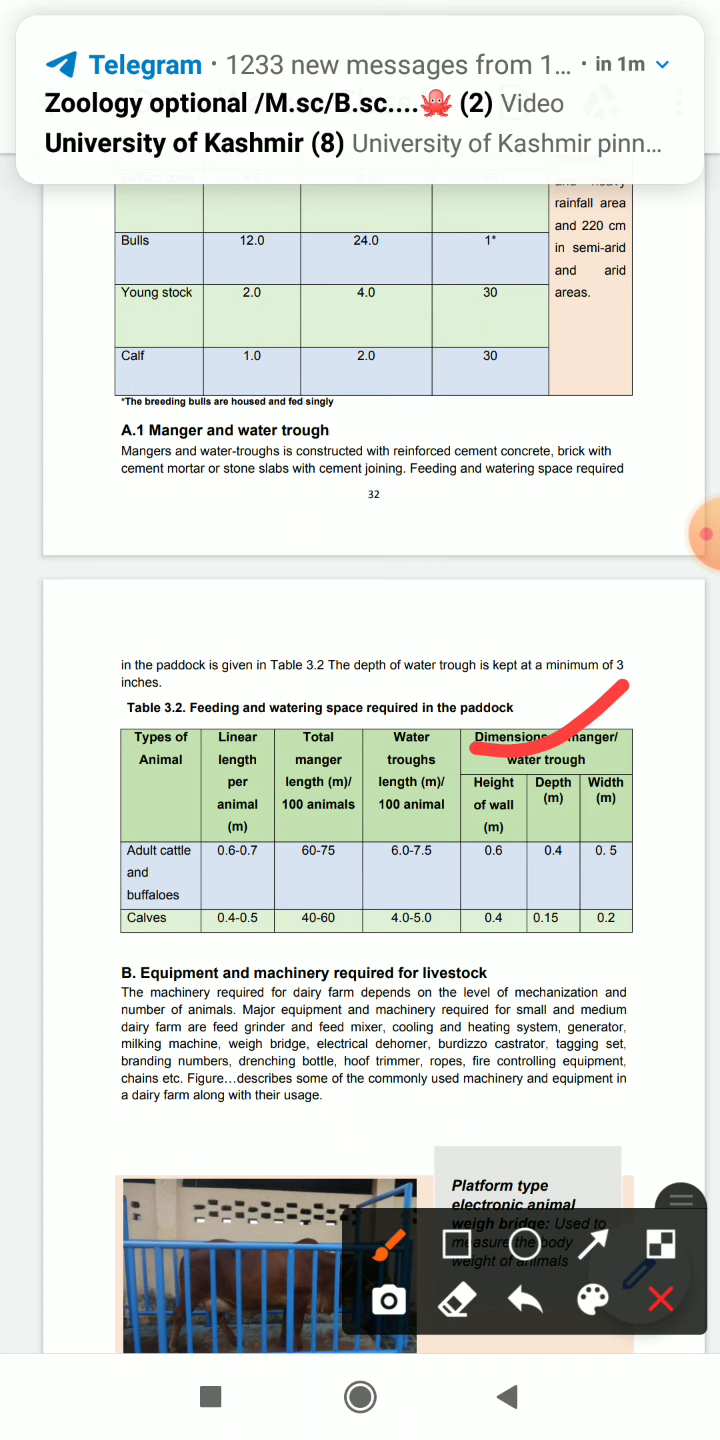 Telegram · 1233 new messages from 1... · in 1m
Zoology optional /M.sc/B.sc....🐙 (2) Video
University of Kashmir (8) University of Kashmir pinn...
and heavy
rainfall area
and 220 cm
in semi-arid
and arid
areas.
Bulls 12.0 24.0 1*
Young stock 2.0 4.0 30
Calf 1.0 2.0 30
*The breeding bulls are housed and fed singly
A.1 Manger and water trough
Mangers and water-troughs is constructed with reinforced cement concrete, brick with
cement mortar or stone slabs with cement joining. Feeding and watering space required
32
in the paddock is given in Table 3.2 The depth of water trough is kept at a minimum of 3
inches.
Table 3.2. Feeding and watering space required in the paddock
Types of Animal
Linear length per animal (m)
Total manger length (m)/ 100 animals
Water troughs length (m)/ 100 animal
Dimensions manger/ water trough
Height of wall (m)
Depth (m)
Width (m)
Adult cattle and buffaloes 0.6-0.7 60-75 6.0-7.5 0.6 0.4 0. 5
Calves 0.4-0.5 40-60 4.0-5.0 0.4 0.15 0.2
B. Equipment and machinery required for livestock
The machinery required for dairy farm depends on the level of mechanization and
number of animals. Major equipment and machinery required for small and medium
dairy farm are feed grinder and feed mixer, cooling and heating system, generator,
milking machine, weigh bridge, electrical dehorner, burdizzo castrator, tagging set,
branding numbers, drenching bottle, hoof trimmer, ropes, fire controlling equipment,
chains etc. Figure…describes some of the commonly used machinery and equipment in
a dairy farm along with their usage.
Platform type
electronic animal
weigh bridge: Used to
measure the body
weight of animals